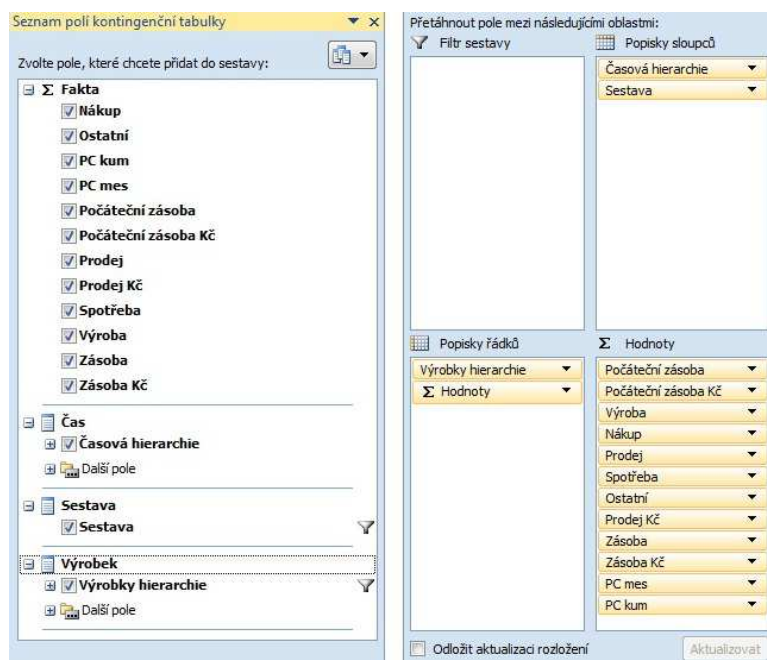 Seznam polí kontingenční tabulky
Zvolte pole, které chcete přidat do sestavy:
Σ Fakta
Nákup
Ostatní
PC kum
PC mes
Počáteční zásoba
Počáteční zásoba Kč
Prodej
Prodej Kč
Spotřeba
Výroba
Zásoba
Zásoba Kč
Čas
Časová hierarchie
Další pole
Sestava
Sestava
Výrobek
Výrobky hierarchie
Další pole
Přetáhnout pole mezi následujícími oblastmi:
Filtr sestavy
Popisky sloupců
Časová hierarchie
Sestava
Popisky řádků
Výrobky hierarchie
Σ Hodnoty
Σ Hodnoty
Počáteční zásoba
Počáteční zásoba Kč
Výroba
Nákup
Prodej
Spotřeba
Ostatní
Prodej Kč
Zásoba
Zásoba Kč
PC mes
PC kum
Odložit aktualizaci rozložení
Aktualizovat